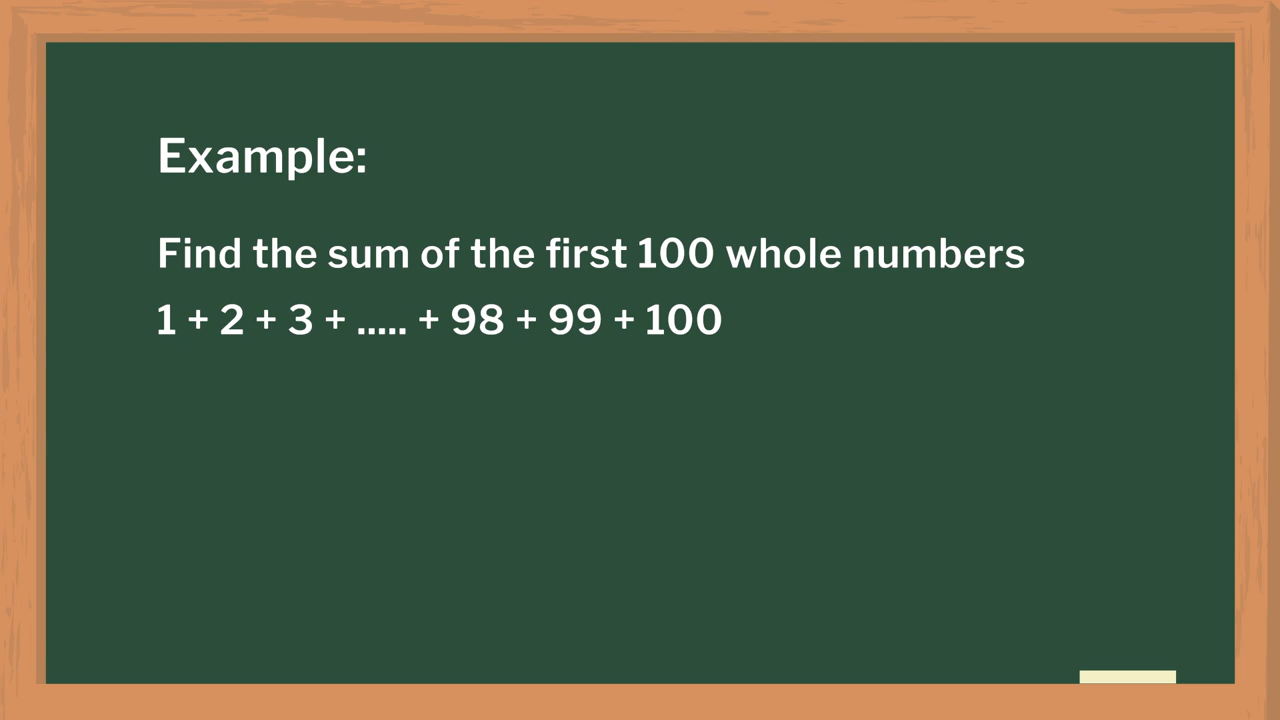 Example:
Find the sum of the first 100 whole numbers
1 + 2 + 3 + ..... + 98 + 99 + 100